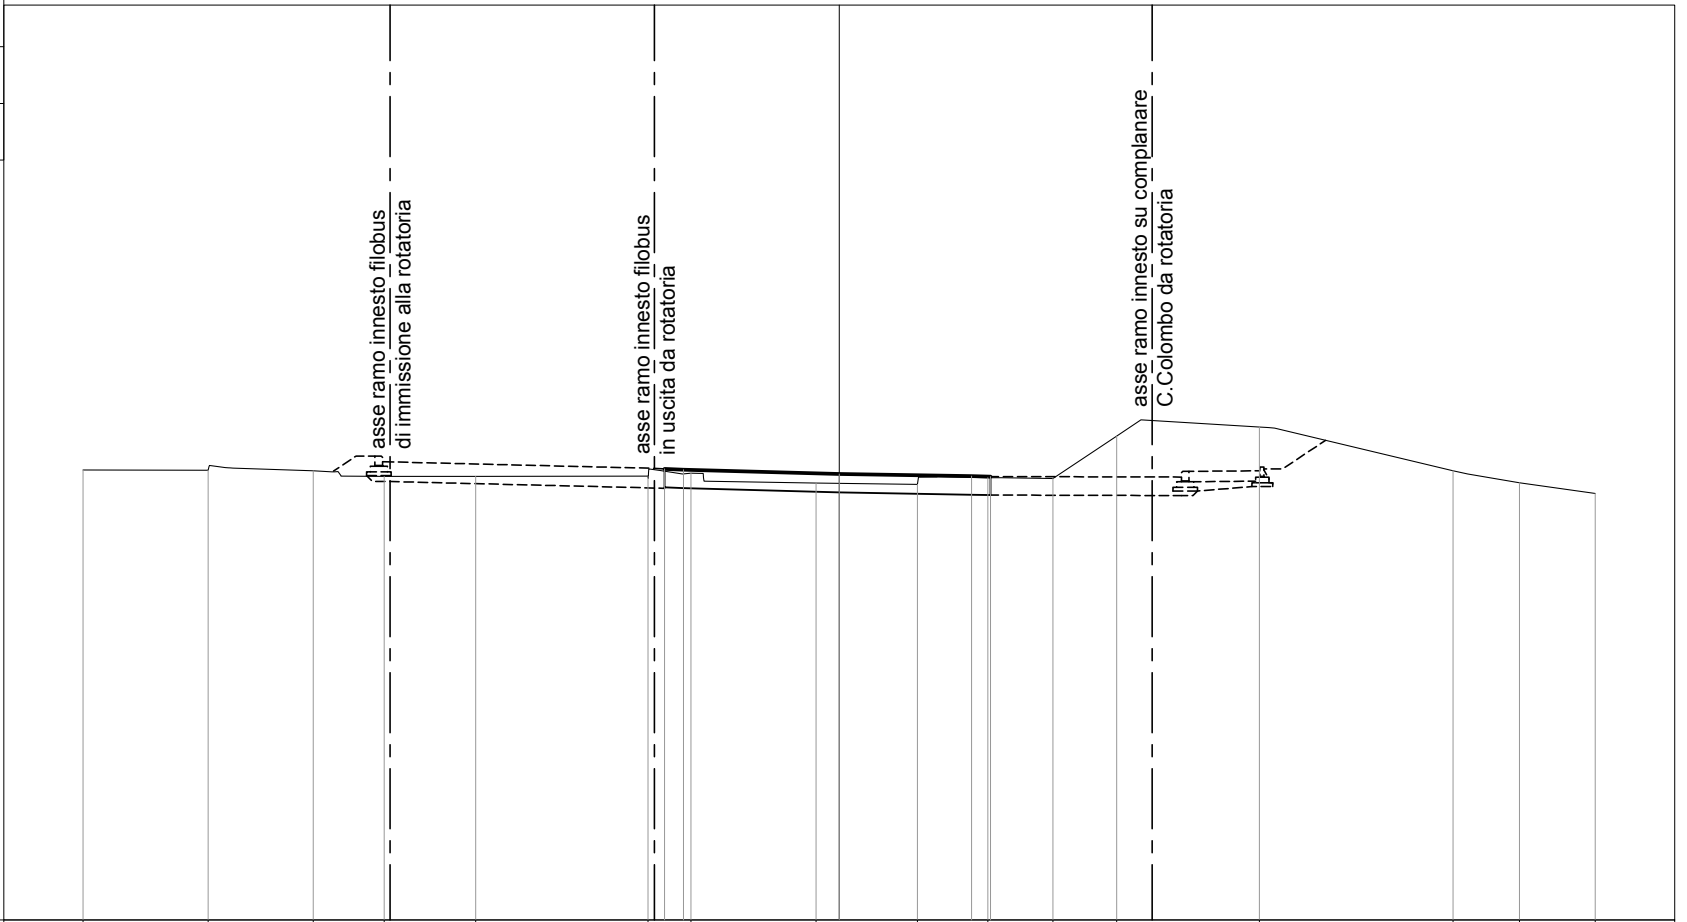 asse ramo innesto filobus
di immissione alla rotatoria
asse ramo innesto filobus
in uscita da rotatoria
asse ramo innesto su complanare
C.Colombo da rotatoria